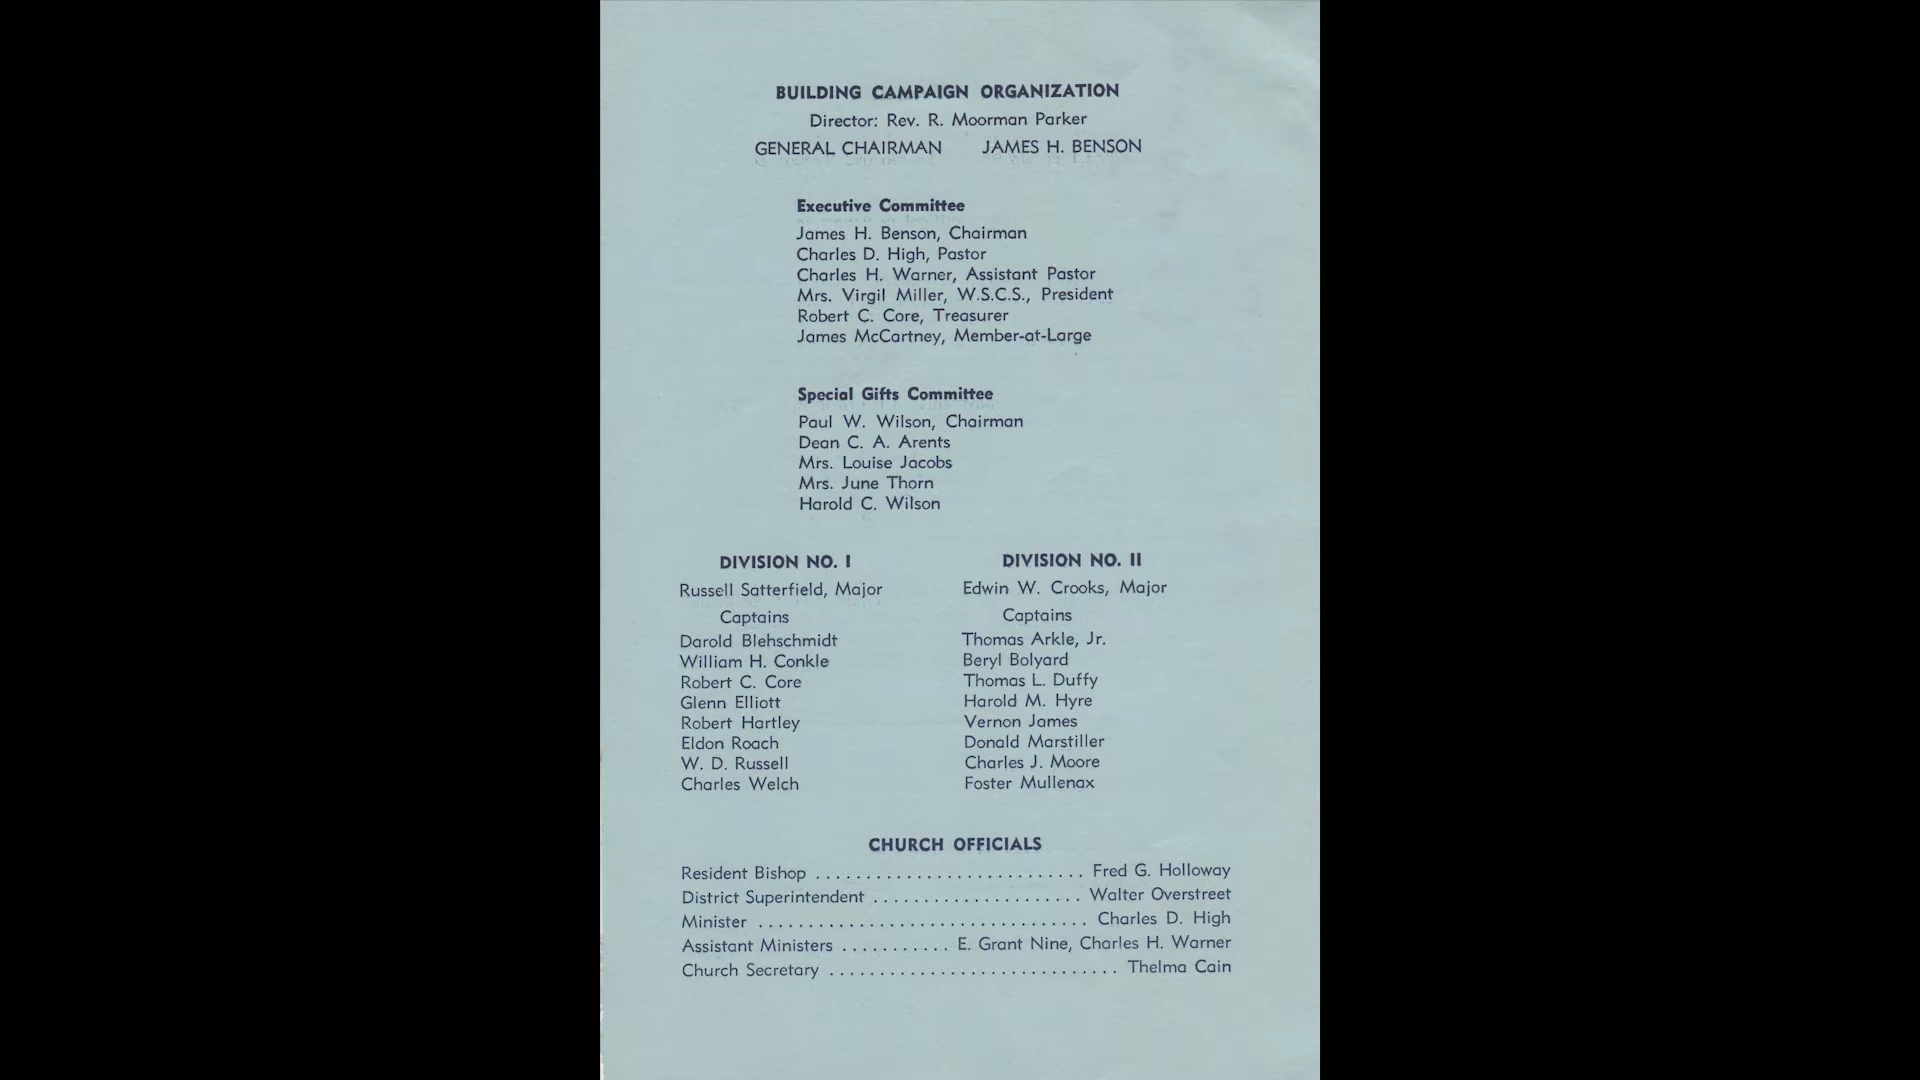 BUILDING CAMPAIGN ORGANIZATION
Director: Rev. R. Moorman Parker
GENERAL CHAIRMAN JAMES H. BENSON
Executive Committee
James H. Benson, Chairman
Charles D. High, Pastor
Charles H. Warner, Assistant Pastor
Mrs. Virgil Miller, W.S.C.S., President
Robert C. Core, Treasurer
James McCartney, Member-at-Large
Special Gifts Committee
Paul W. Wilson, Chairman
Dean C. A. Arents
Mrs. Louise Jacobs
Mrs. June Thorn
Harold C. Wilson
DIVISION NO. I
Russell Satterfield, Major
Captains
Darold Blehschmidt
William H. Conkle
Robert C. Core
Glenn Elliott
Robert Hartley
Eldon Roach
W. D. Russell
Charles Welch
DIVISION NO. II
Edwin W. Crooks, Major
Captains
Thomas Arkle, Jr.
Beryl Bolyard
Thomas L. Duffy
Harold M. Hyre
Vernon James
Donald Marstiller
Charles J. Moore
Foster Mullenax
CHURCH OFFICIALS
Resident Bishop . . . . . . . . . . . . . . . . . . . . . . . . . . . Fred G. Holloway
District Superintendent . . . . . . . . . . . . . . . . . . . . . Walter Overstreet
Minister . . . . . . . . . . . . . . . . . . . . . . . . . . . . . . . . . Charles D. High
Assistant Ministers . . . . . . . . . . . E. Grant Nine, Charles H. Warner
Church Secretary . . . . . . . . . . . . . . . . . . . . . . . . . . . . . Thelma Cain